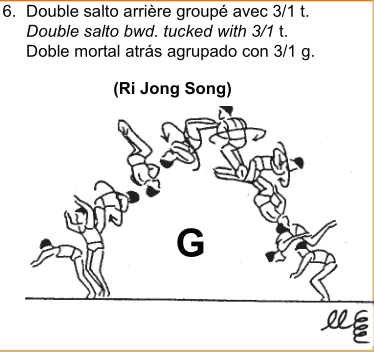 6. Double salto arrière groupé avec 3/1 t.
Double salto bwd. tucked with 3/1 t.
Doble mortal atrás agrupado con 3/1 g.
(Ri Jong Song)
G